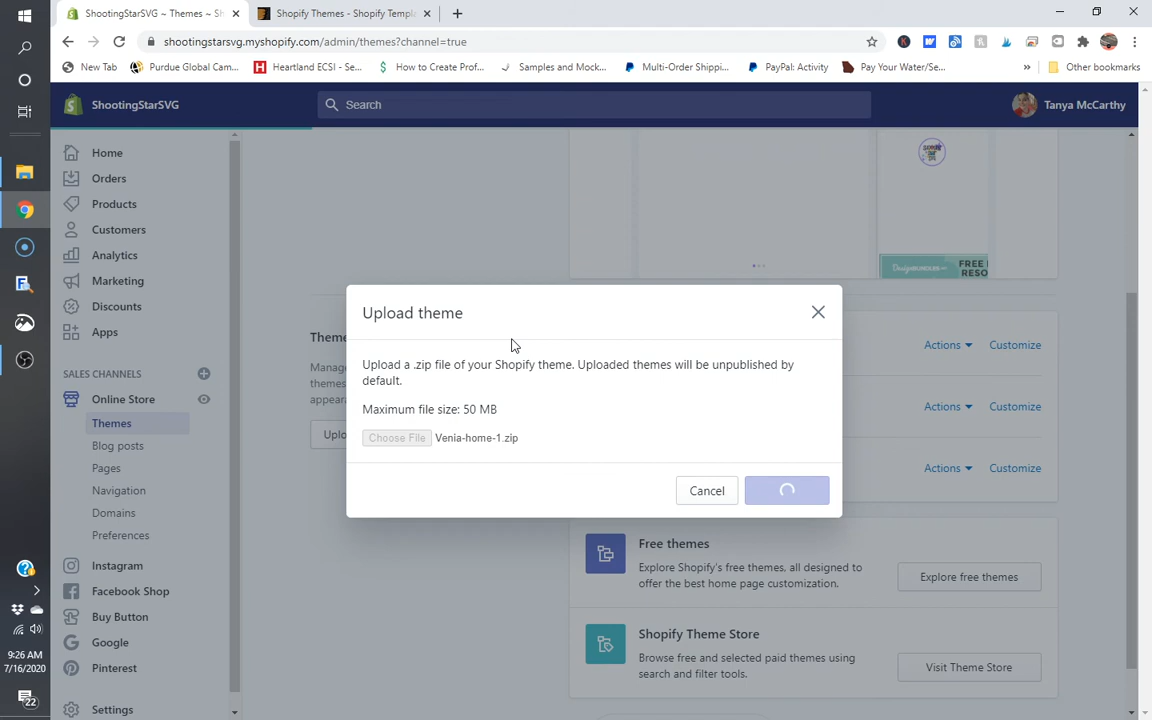 ShootingStarSVG ~ Themes ~ Sh
Shopify Themes - Shopify Templ
shootingstarsvg.myshopify.com/admin/themes?channel=true
New Tab
Purdue Global Cam...
Heartland ECSI - Se...
How to Create Prof...
Samples and Mock...
Multi-Order Shippi...
PayPal: Activity
Pay Your Water/Se...
Other bookmarks
ShootingStarSVG
Search
Tanya McCarthy
Home
Orders
Products
Customers
Analytics
Marketing
Discounts
Apps
SALES CHANNELS
Online Store
Themes
Blog posts
Pages
Navigation
Domains
Preferences
Instagram
Facebook Shop
Buy Button
Google
Pinterest
Settings
FREE
Theme
Manag
themes
appear
Uplo
Upload theme
Upload a .zip file of your Shopify theme. Uploaded themes will be unpublished by
default.
Maximum file size: 50 MB
Choose File Venia-home-1.zip
Cancel
Actions Customize
Actions Customize
Actions Customize
Free themes
Explore Shopify's free themes, all designed to
offer the best home page customization.
Explore free themes
Shopify Theme Store
Browse free and selected paid themes using
search and filter tools.
Visit Theme Store
9:26 AM
7/16/2020
22